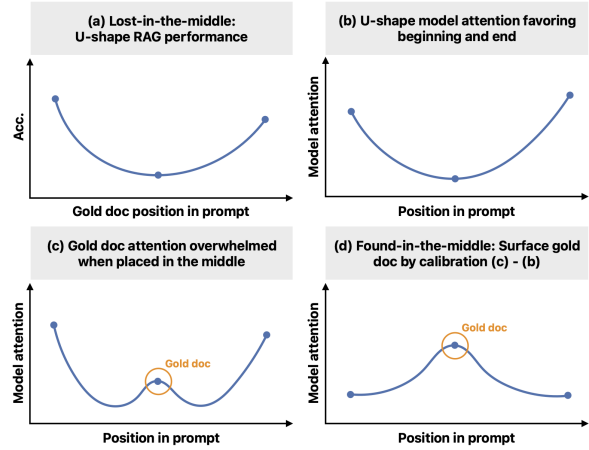 (a) Lost-in-the-middle:
U-shape RAG performance
Acc.
Gold doc position in prompt
(b) U-shape model attention favoring
beginning and end
Model attention
Position in prompt
(c) Gold doc attention overwhelmed
when placed in the middle
Model attention
Gold doc
Position in prompt
(d) Found-in-the-middle: Surface gold
doc by calibration (c) - (b)
Model attention
Gold doc
Position in prompt